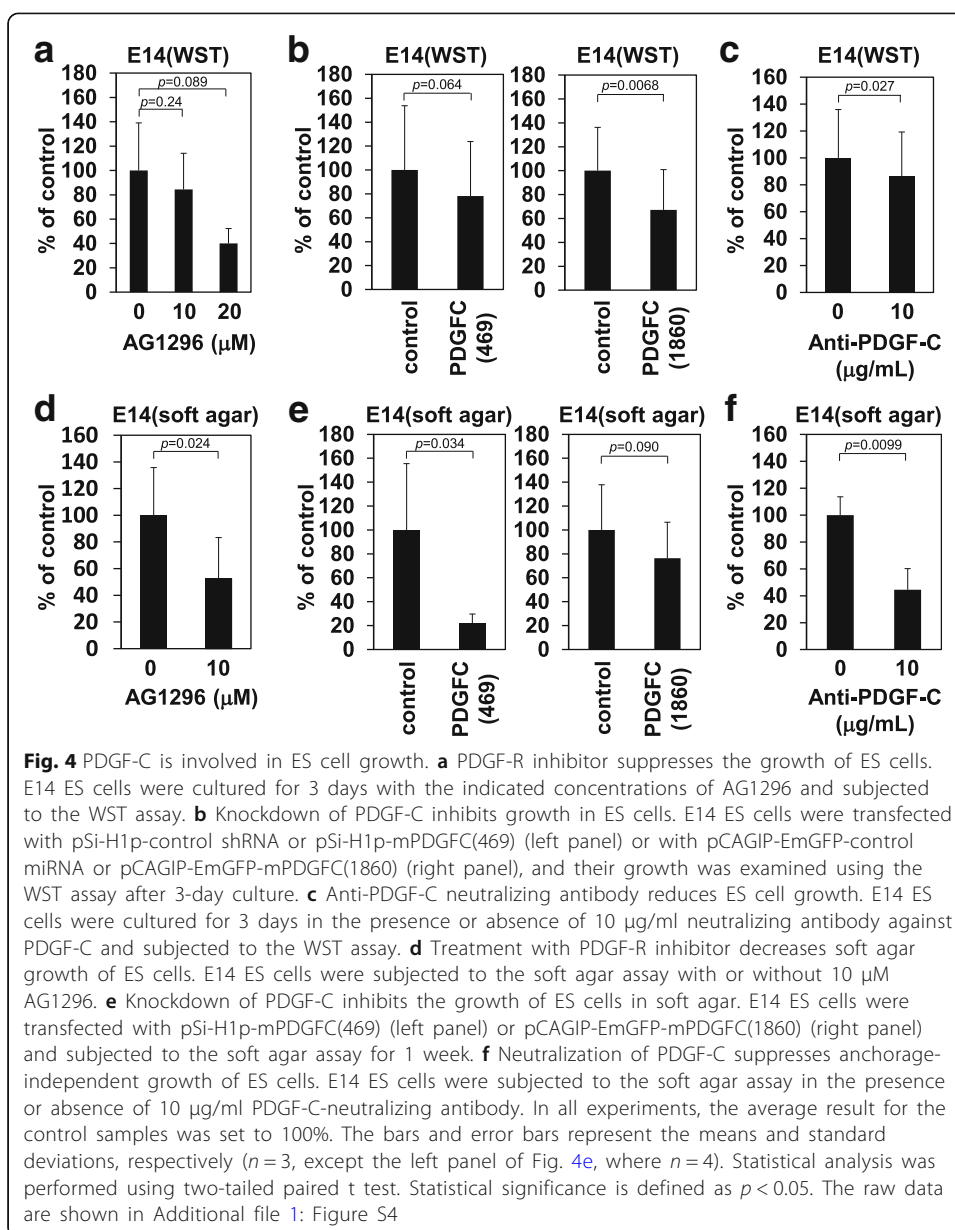 a
E14(WST)
180
160
140
120
100
80
60
40
20
0
% of control
p=0.089
p=0.24
0 10 20
AG1296 (μM)
b
E14(WST)
180
160
140
120
100
80
60
40
20
0
% of control
p=0.064
control
PDGFC
(469)
180
160
140
120
100
80
60
40
20
0
p=0.0068
control
PDGFC
(1860)
c
E14(WST)
180
160
140
120
100
80
60
40
20
0
% of control
p=0.027
0 10
Anti-PDGF-C
(μg/mL)
d
E14(soft agar)
160
140
120
100
80
60
40
20
0
% of control
p=0.024
0 10
AG1296 (μM)
e
E14(soft agar)
180
160
140
120
100
80
60
40
20
0
% of control
p=0.034
control
PDGFC
(469)
E14(soft agar)
180
160
140
120
100
80
60
40
20
0
p=0.090
control
PDGFC
(1860)
f
E14(soft agar)
160
140
120
100
80
60
40
20
0
% of control
p=0.0099
0 10
Anti-PDGF-C
(μg/mL)
Fig. 4 PDGF-C is involved in ES cell growth. a PDGF-R inhibitor suppresses the growth of ES cells.
E14 ES cells were cultured for 3 days with the indicated concentrations of AG1296 and subjected
to the WST assay. b Knockdown of PDGF-C inhibits growth in ES cells. E14 ES cells were transfected
with pSi-H1p-control shRNA or pSi-H1p-mPDGFC(469) (left panel) or with pCAGIP-EmGFP-control
miRNA or pCAGIP-EmGFP-mPDGFC(1860) (right panel), and their growth was examined using the
WST assay after 3-day culture. c Anti-PDGF-C neutralizing antibody reduces ES cell growth. E14 ES
cells were cultured for 3 days in the presence or absence of 10 μg/ml neutralizing antibody against
PDGF-C and subjected to the WST assay. d Treatment with PDGF-R inhibitor decreases soft agar
growth of ES cells. E14 ES cells were subjected to the soft agar assay with or without 10 μM
AG1296. e Knockdown of PDGF-C inhibits the growth of ES cells in soft agar. E14 ES cells were
transfected with pSi-H1p-mPDGFC(469) (left panel) or pCAGIP-EmGFP-mPDGFC(1860) (right panel)
and subjected to the soft agar assay for 1 week. f Neutralization of PDGF-C suppresses anchorage-
independent growth of ES cells. E14 ES cells were subjected to the soft agar assay in the presence
or absence of 10 μg/ml PDGF-C-neutralizing antibody. In all experiments, the average result for the
control samples was set to 100%. The bars and error bars represent the means and standard
deviations, respectively (n = 3, except the left panel of Fig. 4e, where n = 4). Statistical analysis was
performed using two-tailed paired t test. Statistical significance is defined as p < 0.05. The raw data
are shown in Additional file 1: Figure S4